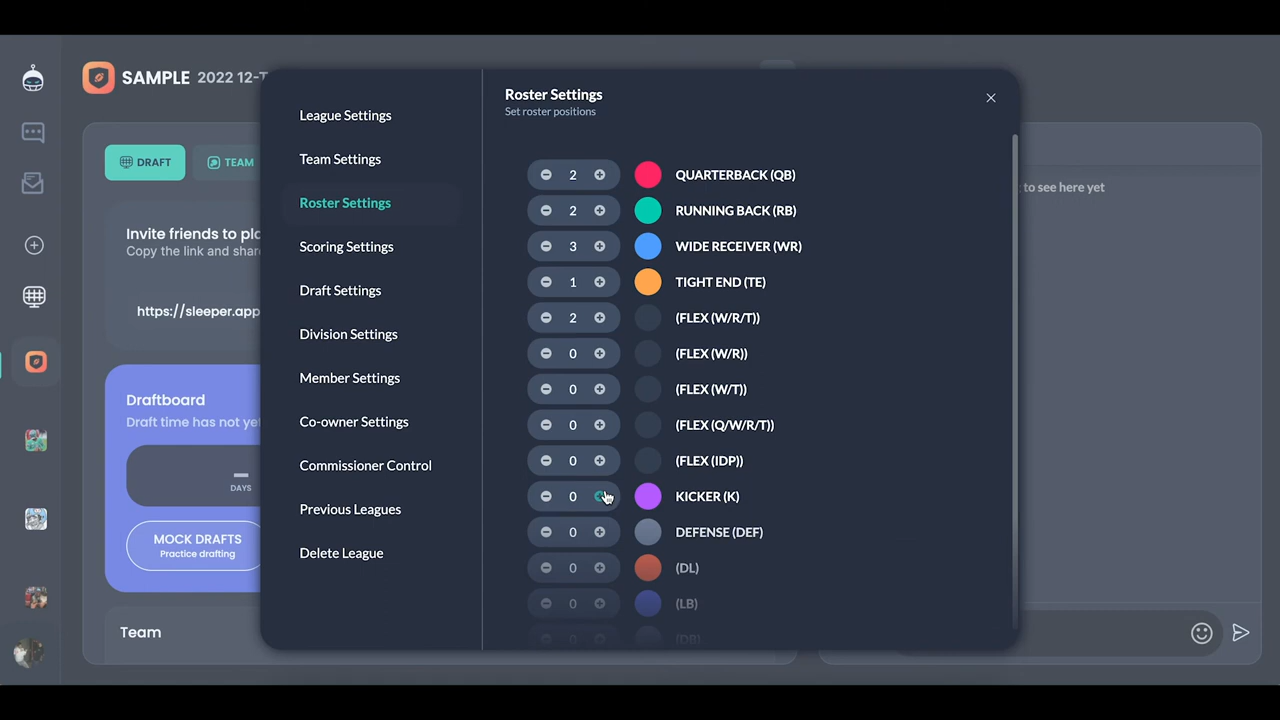 SAMPLE 2022 12-T
DRAFT
TEAM
Invite friends to pla
Copy the link and share
https://sleeper.app
Draftboard
Draft time has not ye
DAYS
MOCK DRAFTS
Practice drafting
Team
League Settings
Team Settings
Roster Settings
Scoring Settings
Draft Settings
Division Settings
Member Settings
Co-owner Settings
Commissioner Control
Previous Leagues
Delete League
Roster Settings
Set roster positions
2 QUARTERBACK (QB)
2 RUNNING BACK (RB)
3 WIDE RECEIVER (WR)
1 TIGHT END (TE)
2 (FLEX (W/R/T))
0 (FLEX (W/R))
0 (FLEX (W/T))
0 (FLEX (Q/W/R/T))
0 (FLEX (IDP))
0 KICKER (K)
0 DEFENSE (DEF)
0 (DL)
0 (LB)
0 (DB)
to see here yet